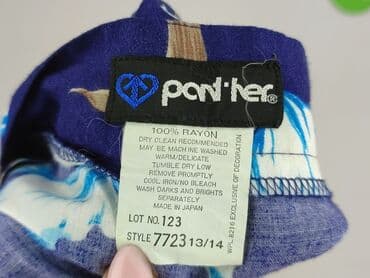 pant·her®
100% RAYON
DRY CLEAN RECOMMENDED
MAY BE MACHINE WASHED
WARM/DELICATE
TUMBLE DRY LOW
REMOVE PROMPTLY
COOL IRON/NO BLEACH
WASH DARKS AND BRIGHTS
SEPARATELY
MADE IN JAPAN
LOT NO. 123
STYLE 7723 13/14
WPL-8216 EXCLUSIVE OF DECORATION